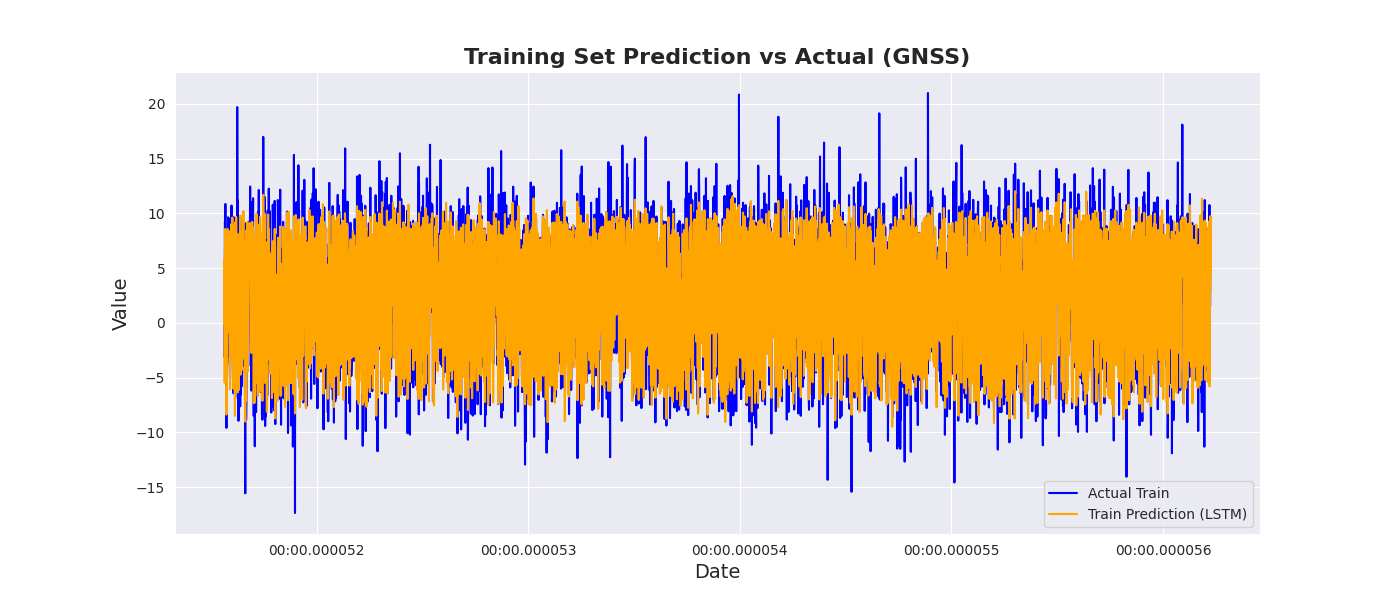 Training Set Prediction vs Actual (GNSS)
Value
20
15
10
5
0
−5
−10
−15
Actual Train
Train Prediction (LSTM)
00:00.000052
00:00.000053
00:00.000054
00:00.000055
00:00.000056
Date